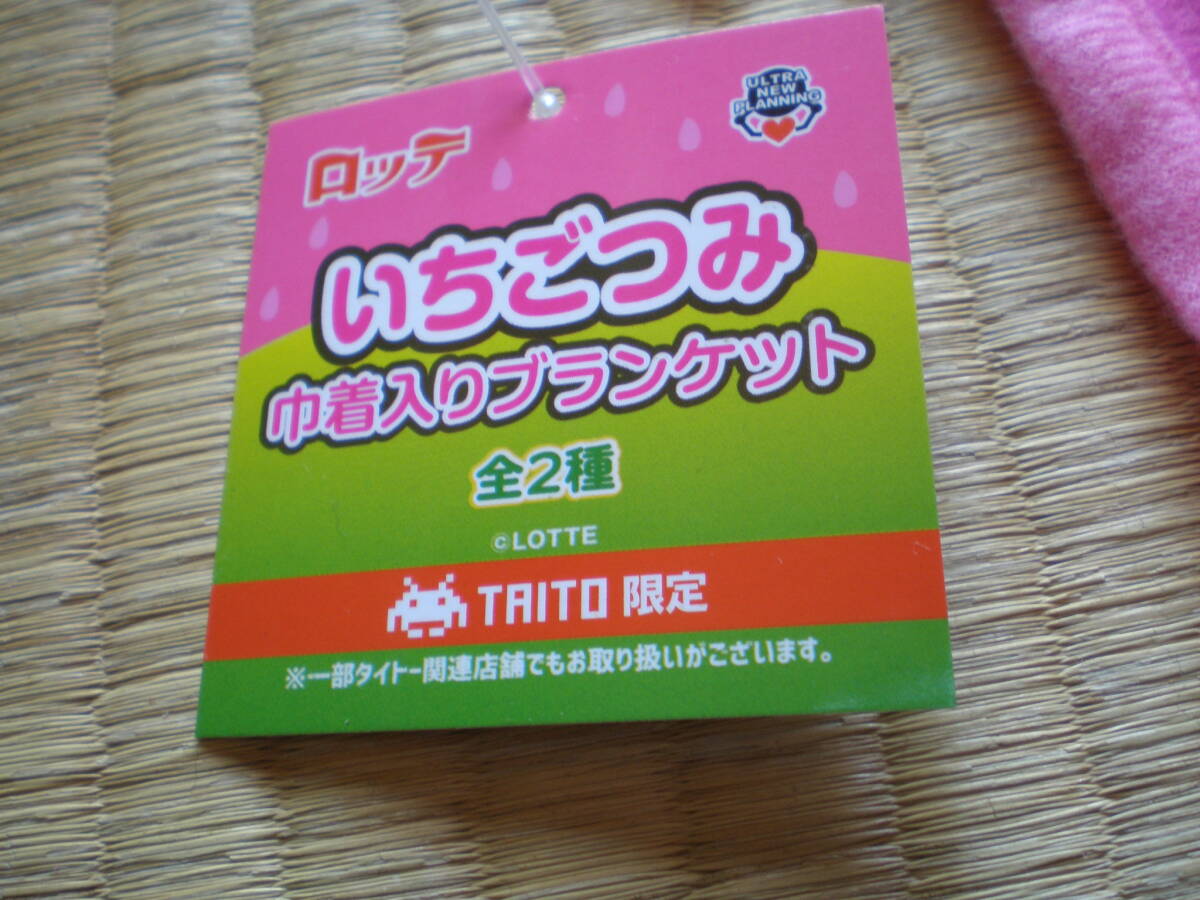 ULTRA
NEW
PLANNING
ロッテ
いちごつみ
巾着入りブランケット
全2種
©LOTTE
TAITO 限定
※一部タイトー関連店舗でもお取り扱いがございます。